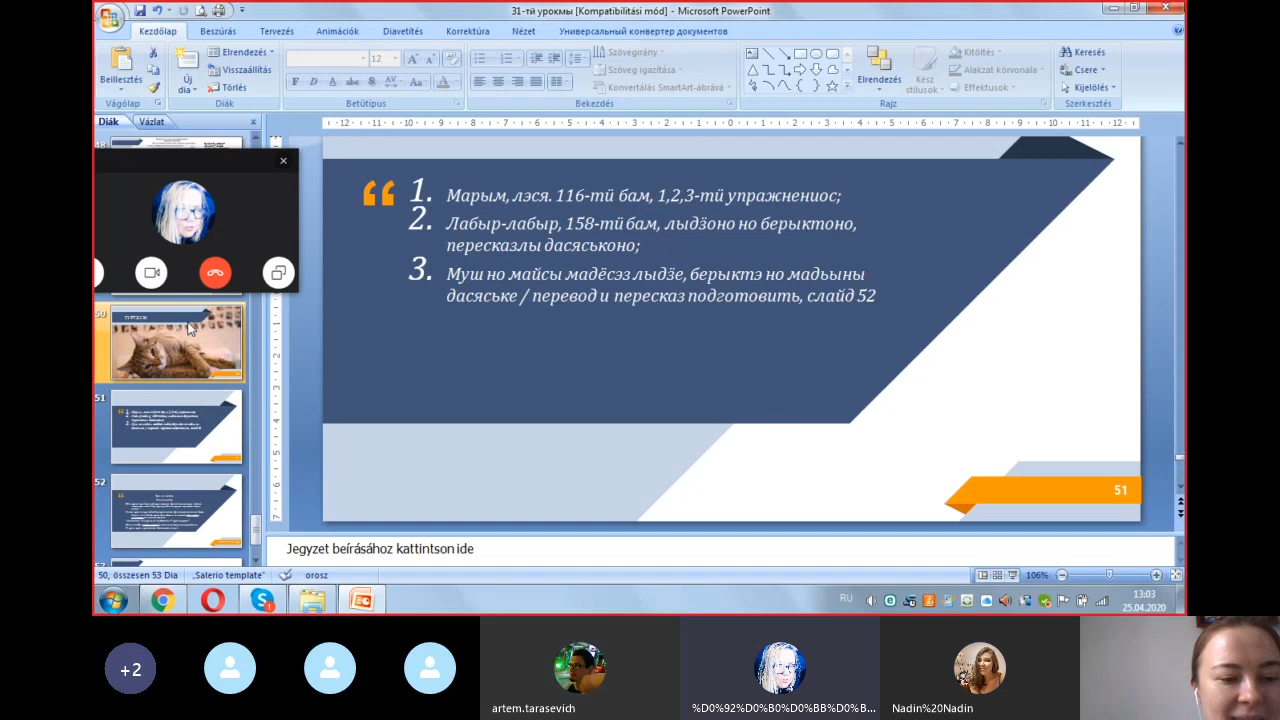 31-тӥ урокмы [Kompatibilitási mód] - Microsoft PowerPoint
Kezdőlap Beszúrás Tervezés Animációk Diavetítés Korrektúra Nézet Универсальный конвертер документов
Beillesztés
Új dia
Elrendezés
Visszaállítás
Törlés
12
Szövegirány
Szöveg igazítása
Konvertálás SmartArt-ábrává
Elrendezés
Kész stílusok
Kitöltés
Alakzat körvonala
Effektusok
Keresés
Csere
Kijelölés
Vágólap Diák Betűtípus Bekezdés Rajz Szerkesztés
Diák Vázlat
48
50
51
52
1. Марым, лэся. 116-тӥ бам, 1,2,3-тӥ упражнениос;
2. Лабыр-лабыр, 158-тӥ бам, лыдӟоно но берыктоно,
пересказлы дасяськоно;
3. Муш но майсы мадёсэз лыдӟе, берыктэ но мадьыны
дасяське / перевод и пересказ подготовить, слайд 52
51
Jegyzet beírásához kattintson ide
50, összesen 53 Dia „Salerio template” orosz 106%
RU
13:03
25.04.2020
+2
artem.tarasevich
%D0%92%D0%B0%D0%BB%D0%B...
Nadin%20Nadin